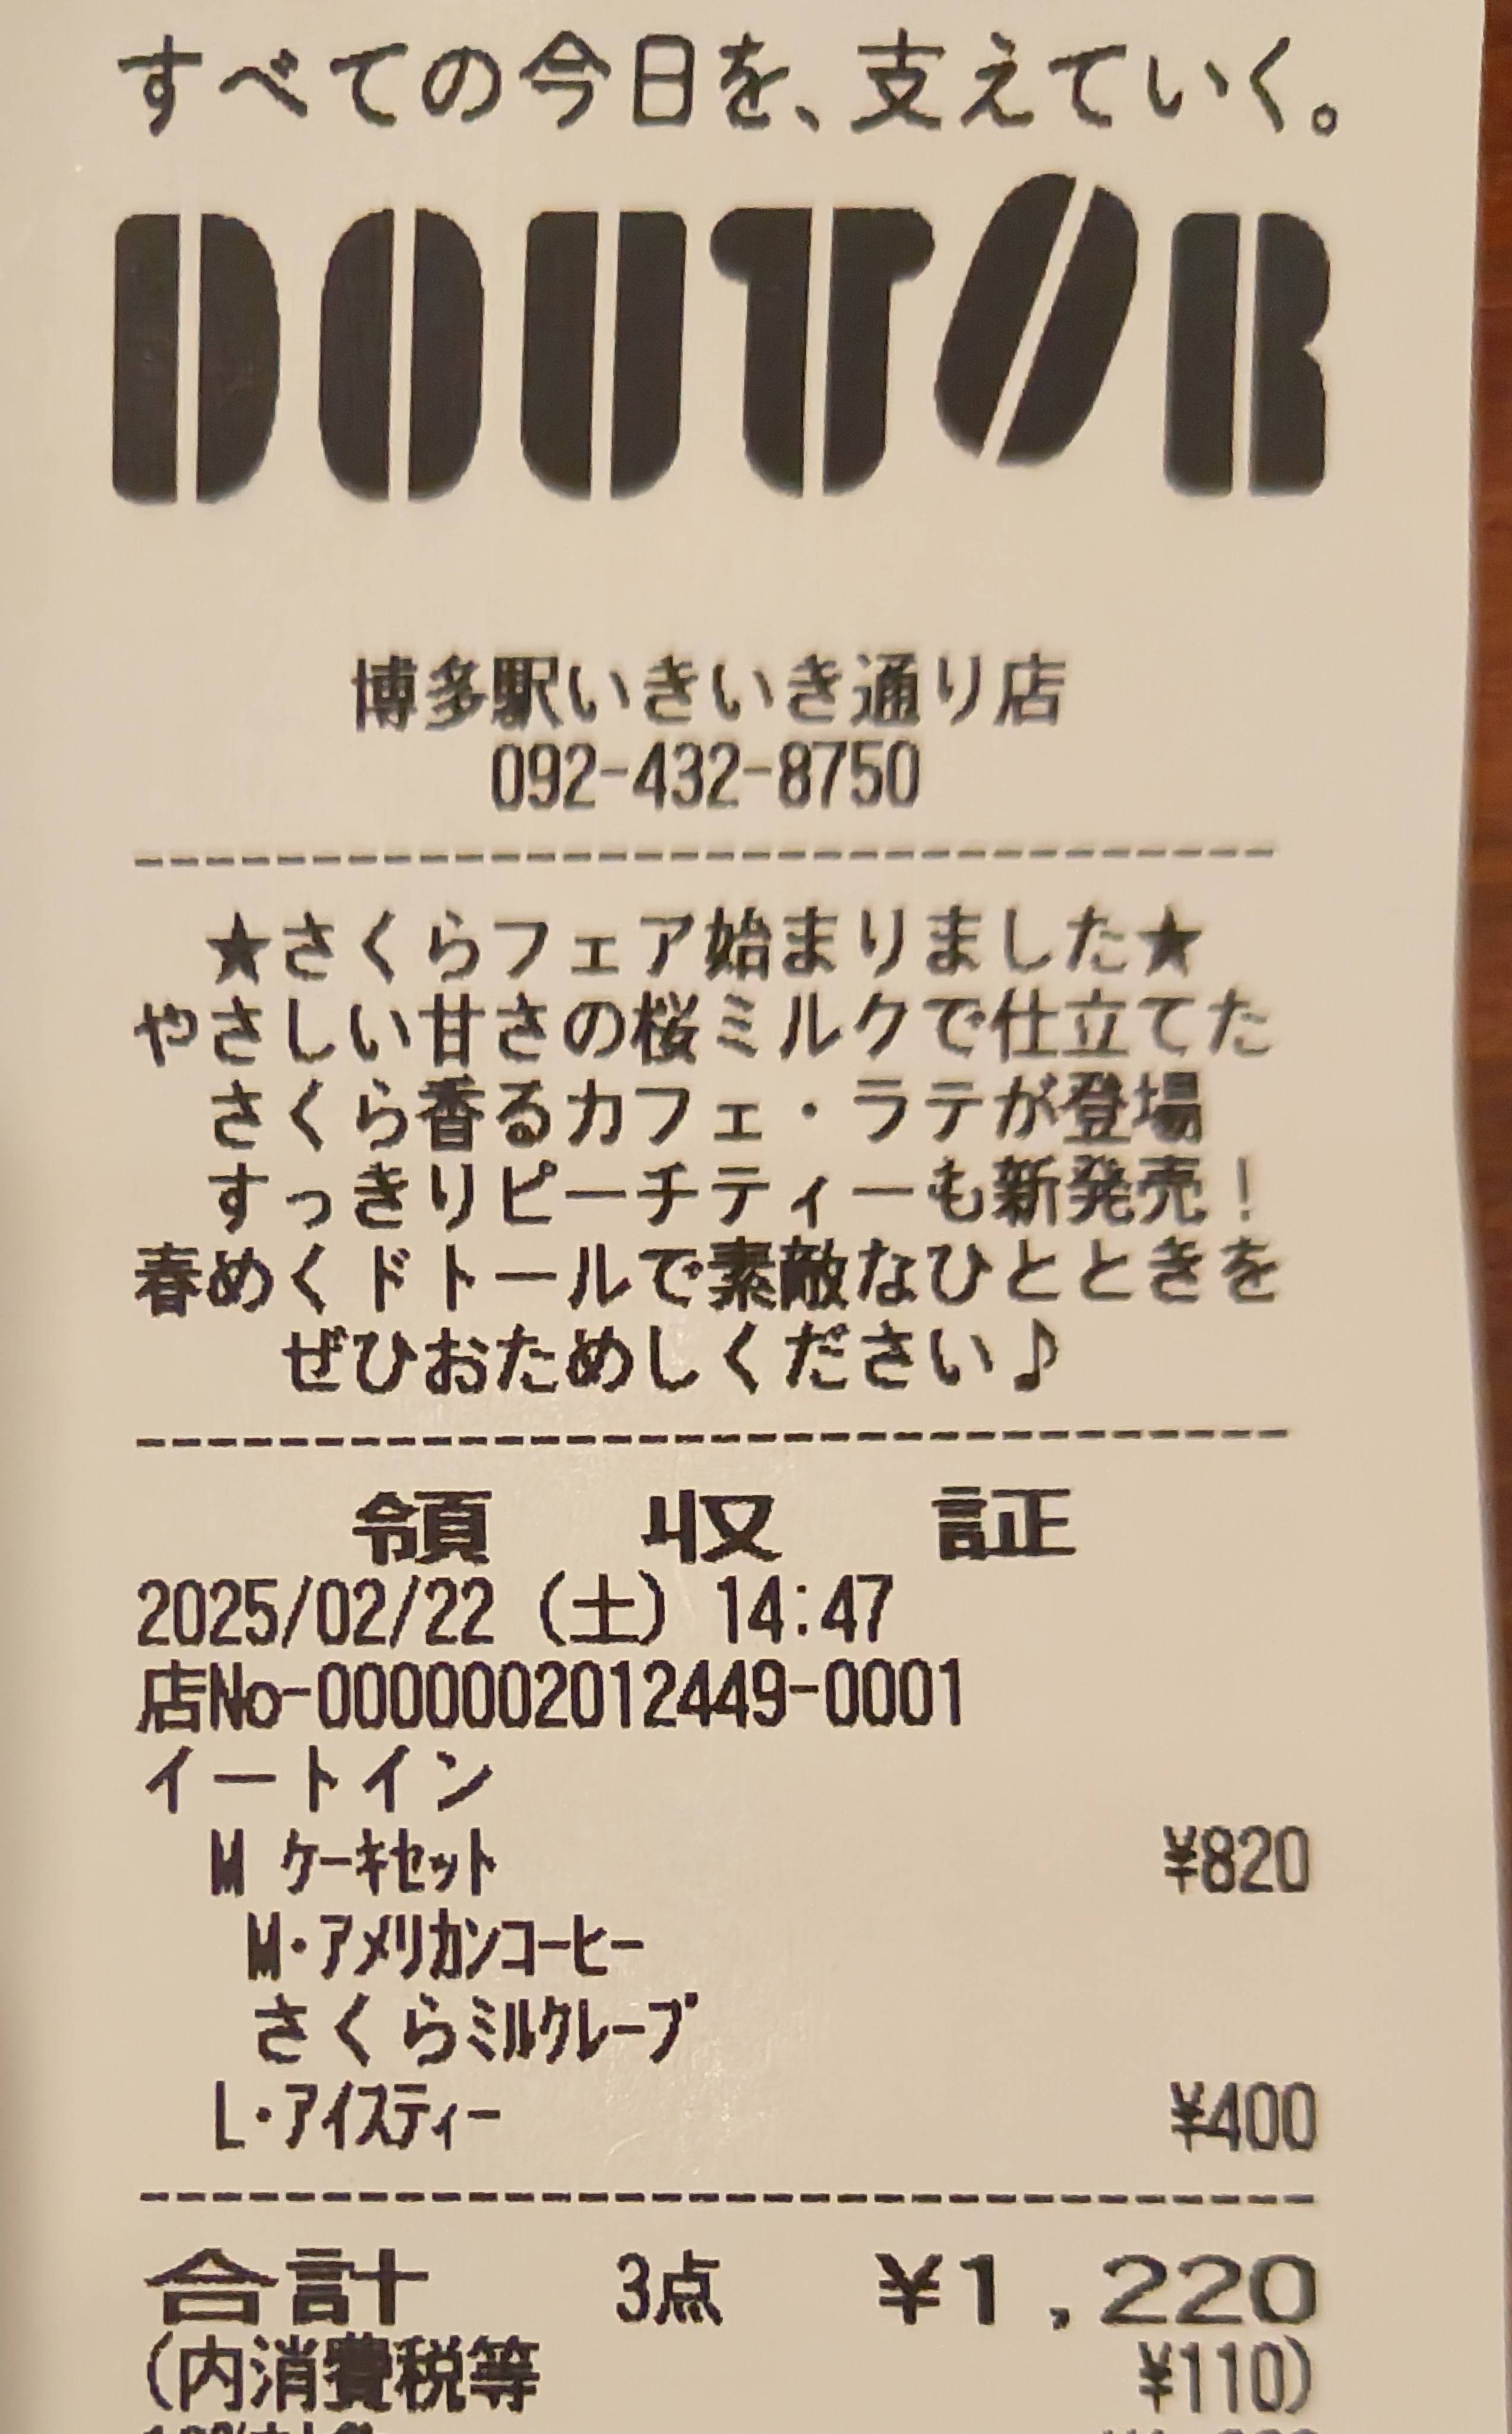 すべての今日を、支えていく。
DOUTOR
博多駅いきいき通り店
092-432-8750
★さくらフェア始まりました★
やさしい甘さの桜ミルクで仕立てた
さくら香るカフェ・ラテが登場
すっきりピーチティーも新発売！
春めくドトールで素敵なひとときを
ぜひおためしください♪
領 収 証
2025/02/22（土）14:47
店No-0000002012449-0001
イートイン
M ｹｰｷｾｯﾄ ¥820
M･ｱﾒﾘｶﾝｺｰﾋｰ
さくらﾐﾙｸﾚｰﾌﾟ
L･ｱｲｽﾃｨｰ ¥400
合計 3点 ¥1,220
(内消費税等 ¥110)